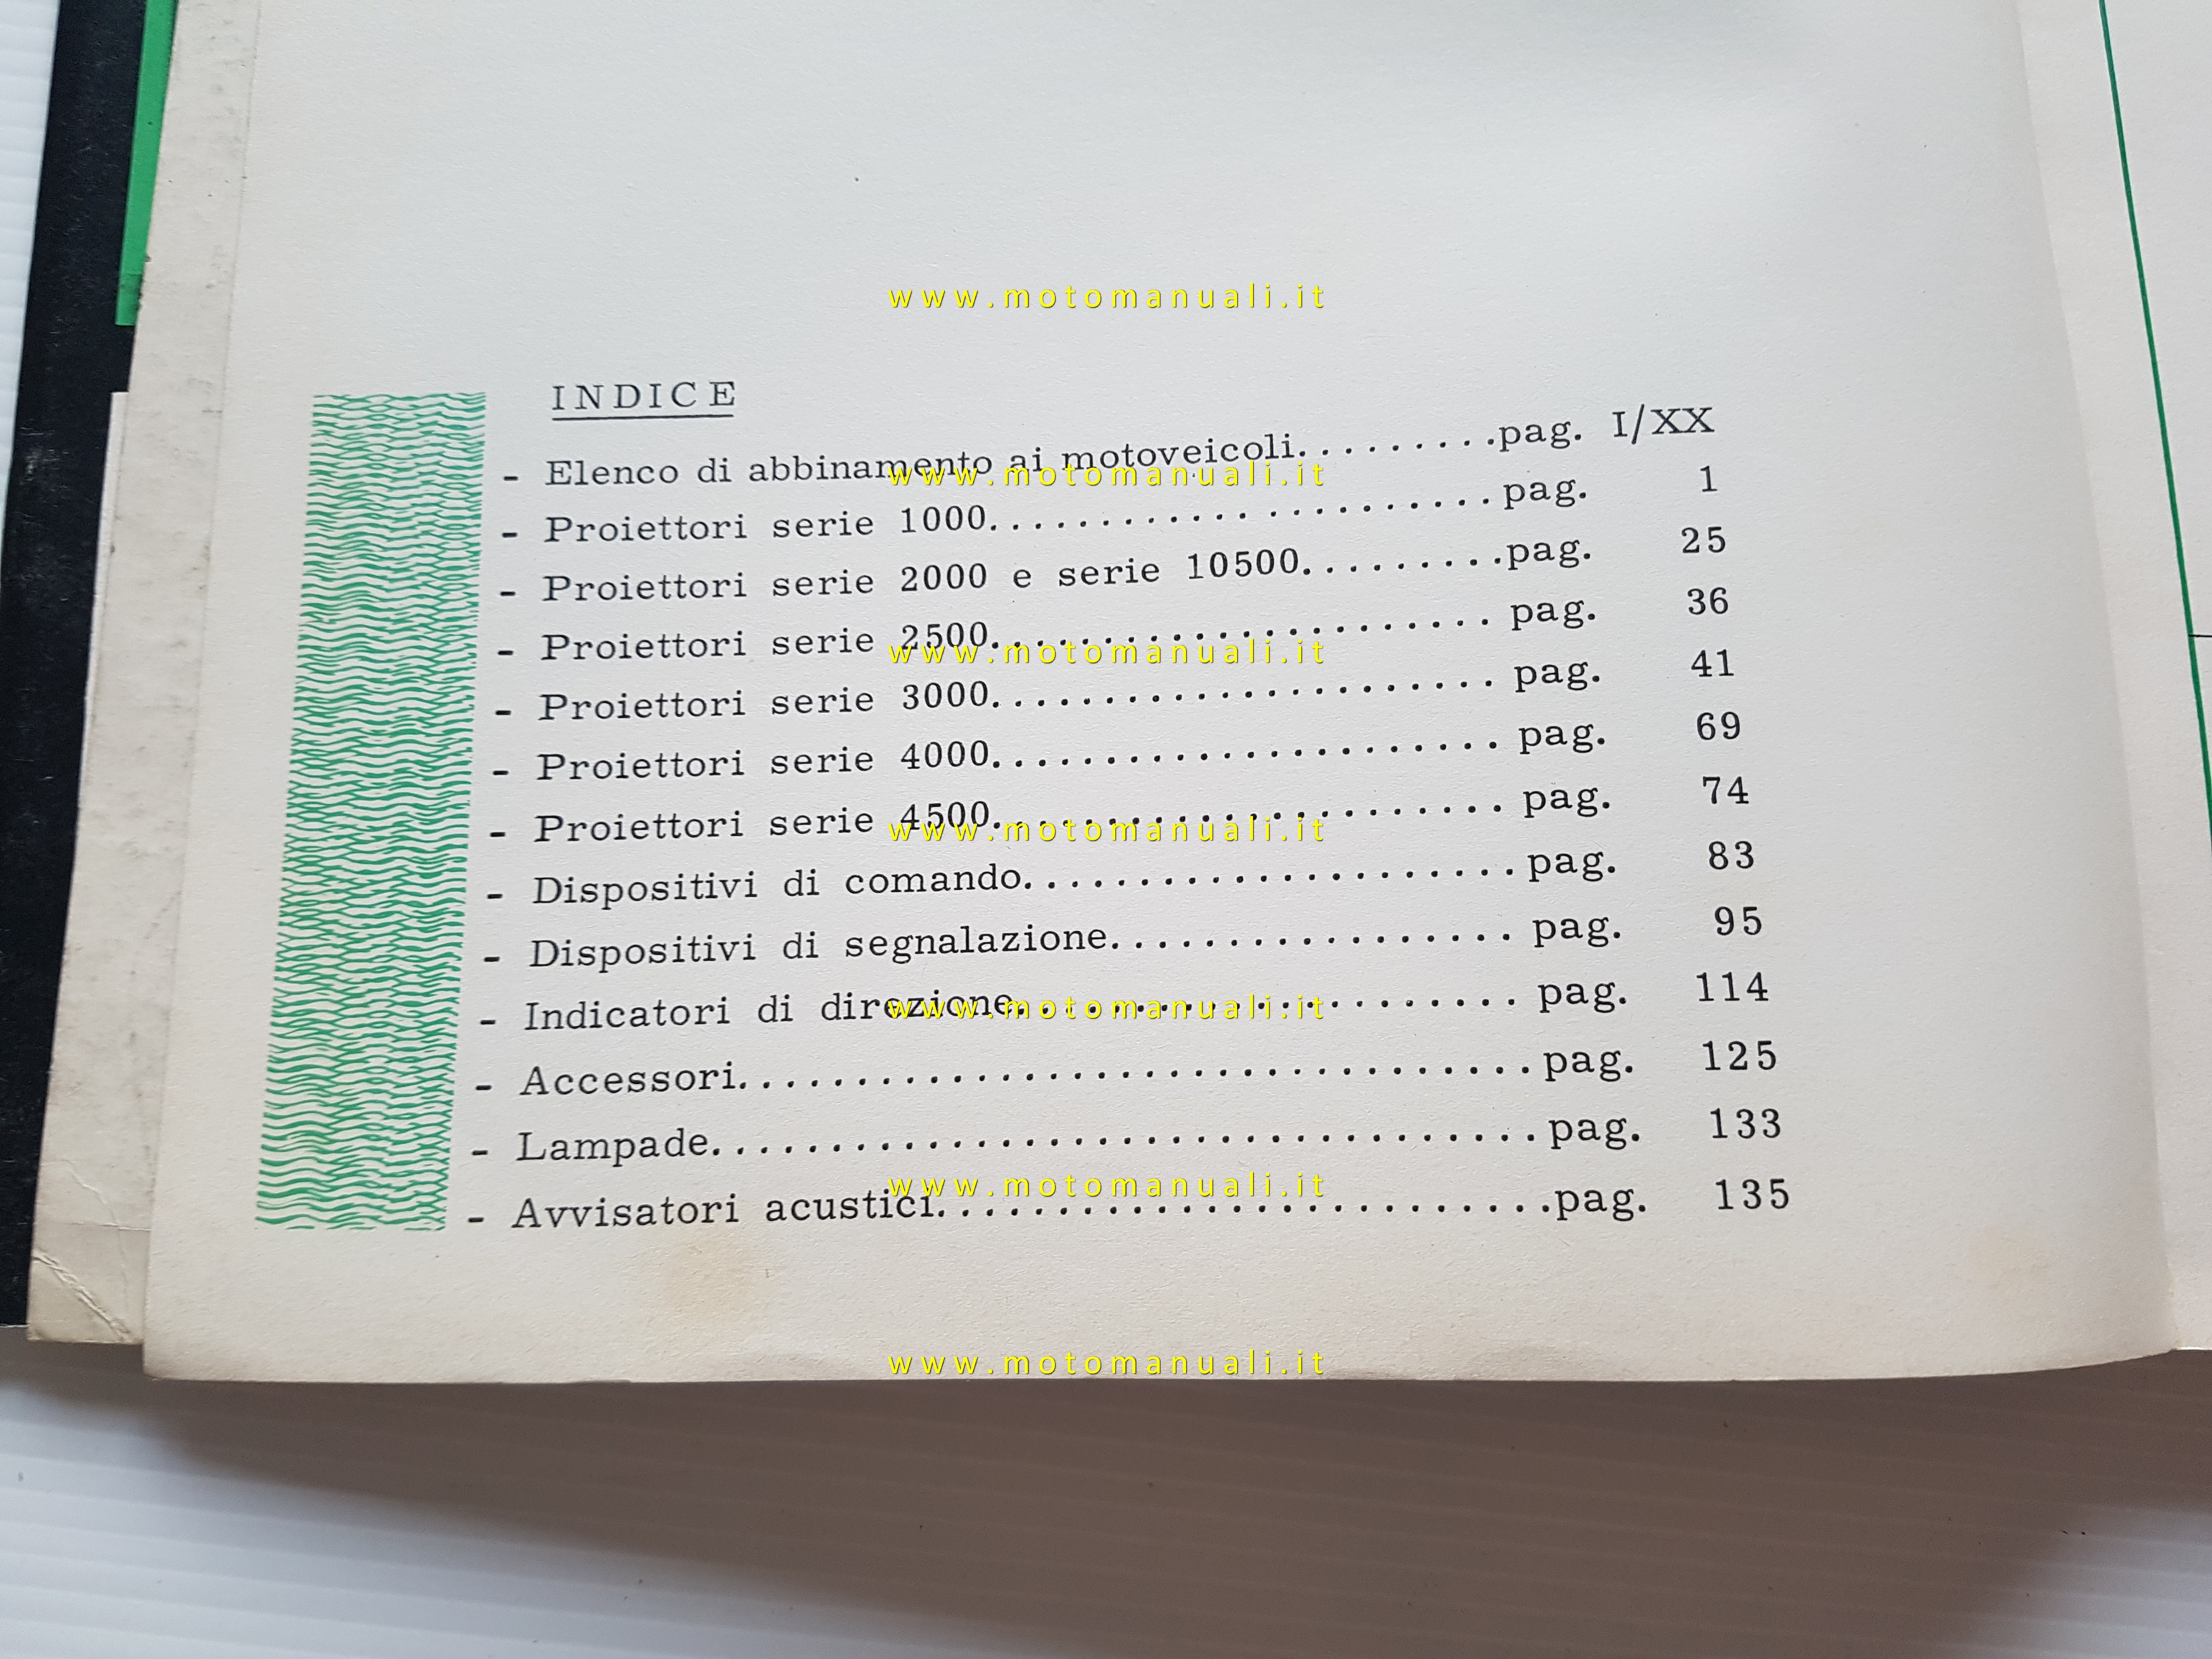 www.motomanuali.it
INDICE
- Elenco di abbinamento ai motoveicoli.........pag. I/XX
www.motomanuali.it
- Proiettori serie 1000......................pag. 1
- Proiettori serie 2000 e serie 10500.........pag. 25
- Proiettori serie 2500..................... pag. 36
www.motomanuali.it
- Proiettori serie 3000..................... pag. 41
- Proiettori serie 4000..................... pag. 69
- Proiettori serie 4500..................... pag. 74
www.motomanuali.it
- Dispositivi di comando.....................pag. 83
- Dispositivi di segnalazione................. pag. 95
- Indicatori di direzione..................... pag. 114
www.motomanuali.it
- Accessori.................................pag. 125
- Lampade...................................pag. 133
www.motomanuali.it
- Avvisatori acustici..........................pag. 135
www.motomanuali.it